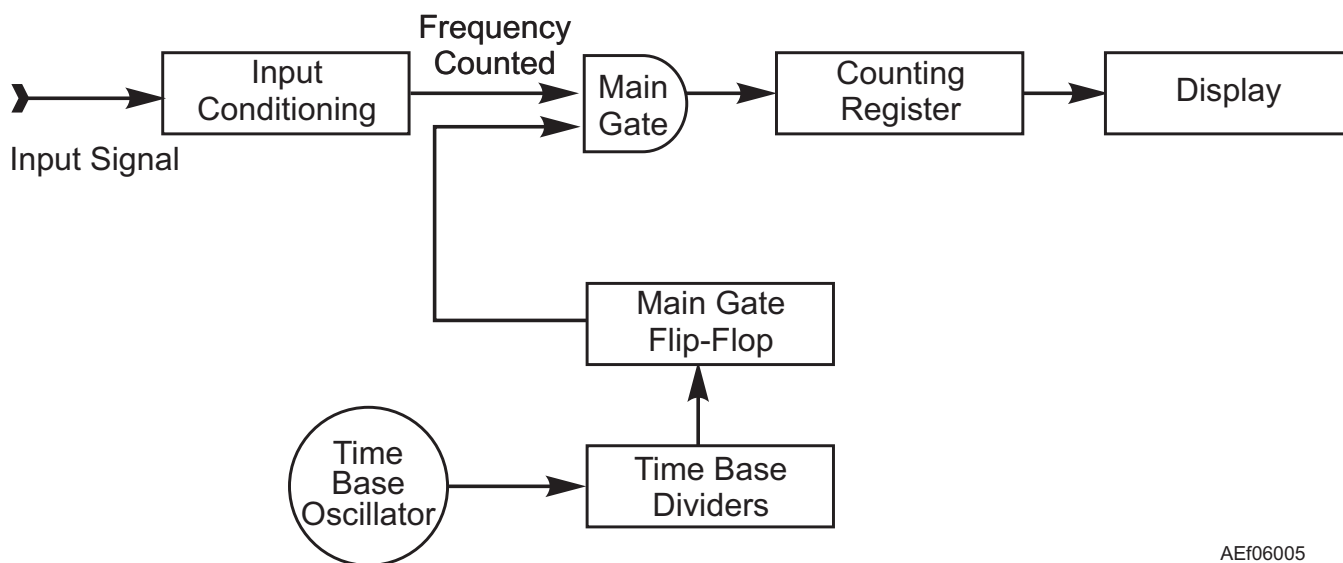 Frequency
Counted
Input
Conditioning
Main
Gate
Counting
Register
Display
Input Signal
Main Gate
Flip-Flop
Time
Base
Oscillator
Time Base
Dividers
AEf06005